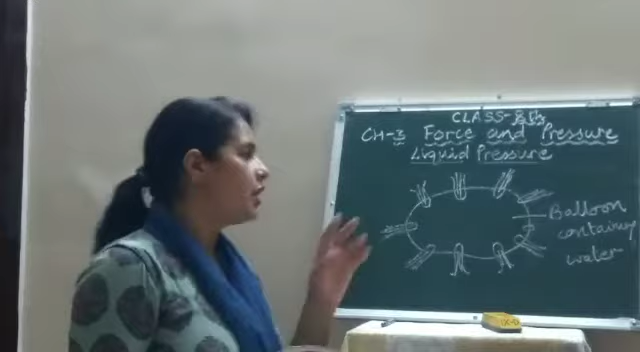 CLASS-8th
CH-3 Force and Pressure
Liquid Pressure
Balloon
containing
water